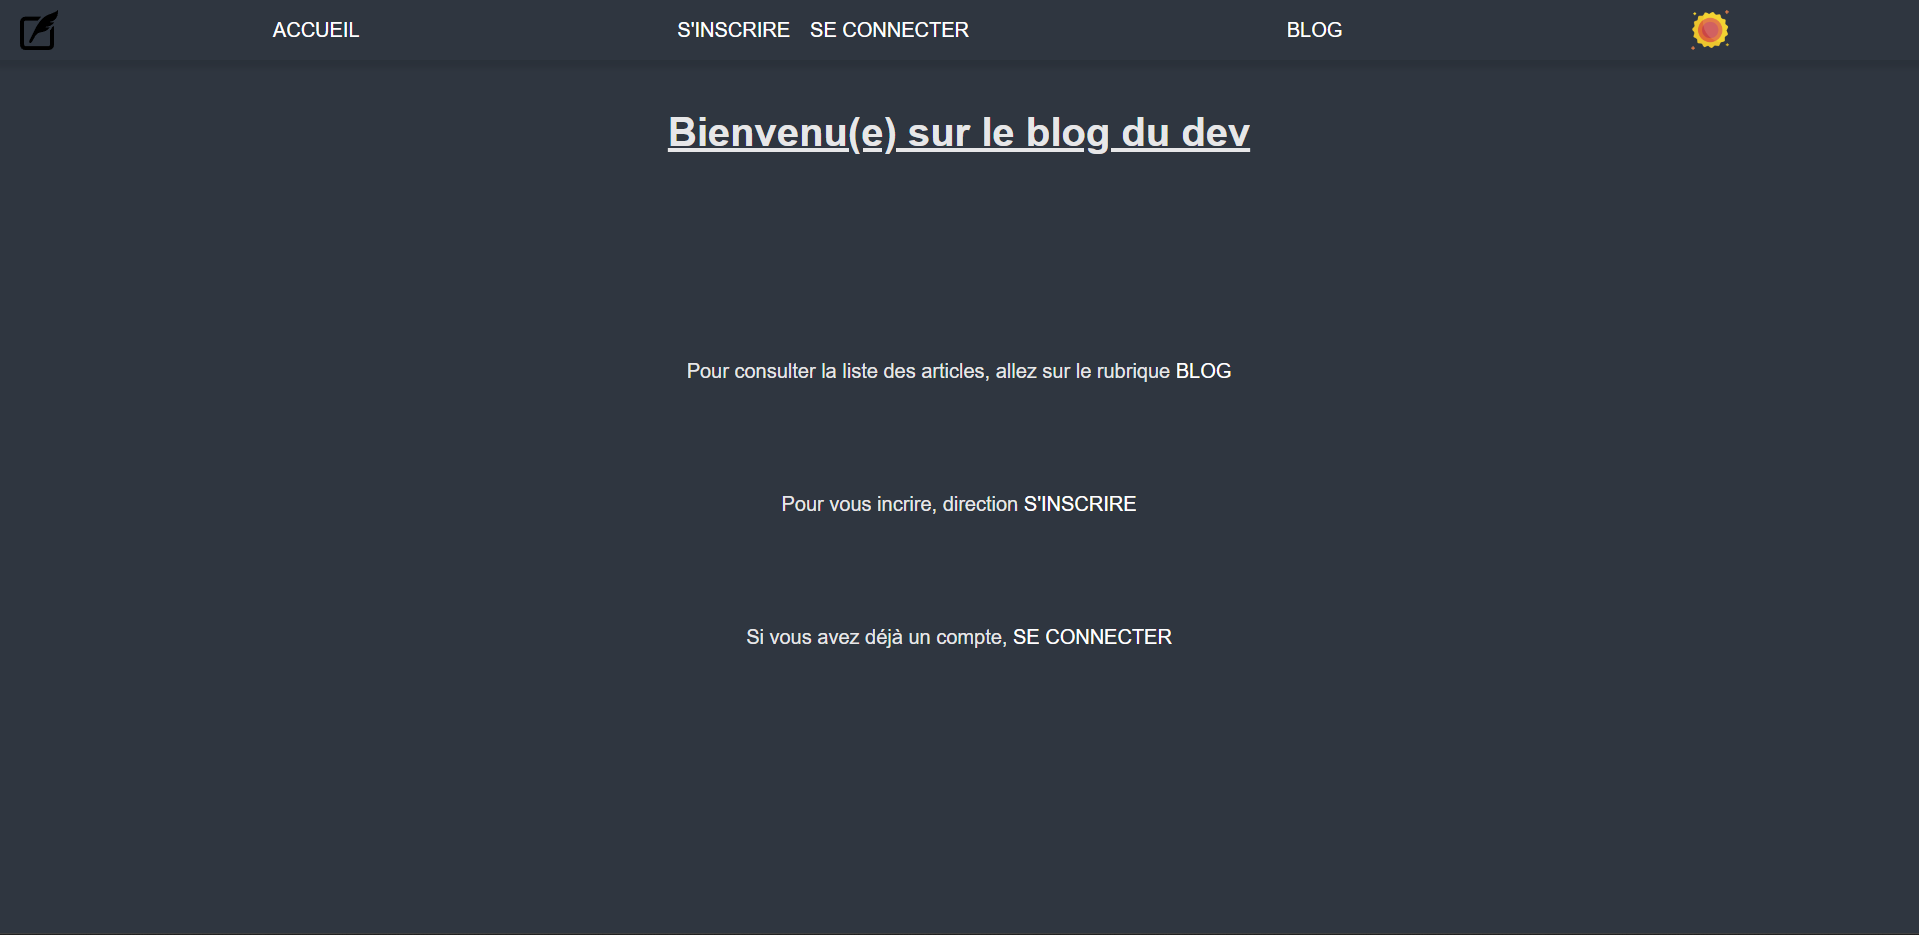 ACCUEIL S'INSCRIRE SE CONNECTER BLOG
Bienvenu(e) sur le blog du dev
Pour consulter la liste des articles, allez sur le rubrique BLOG
Pour vous incrire, direction S'INSCRIRE
Si vous avez déjà un compte, SE CONNECTER